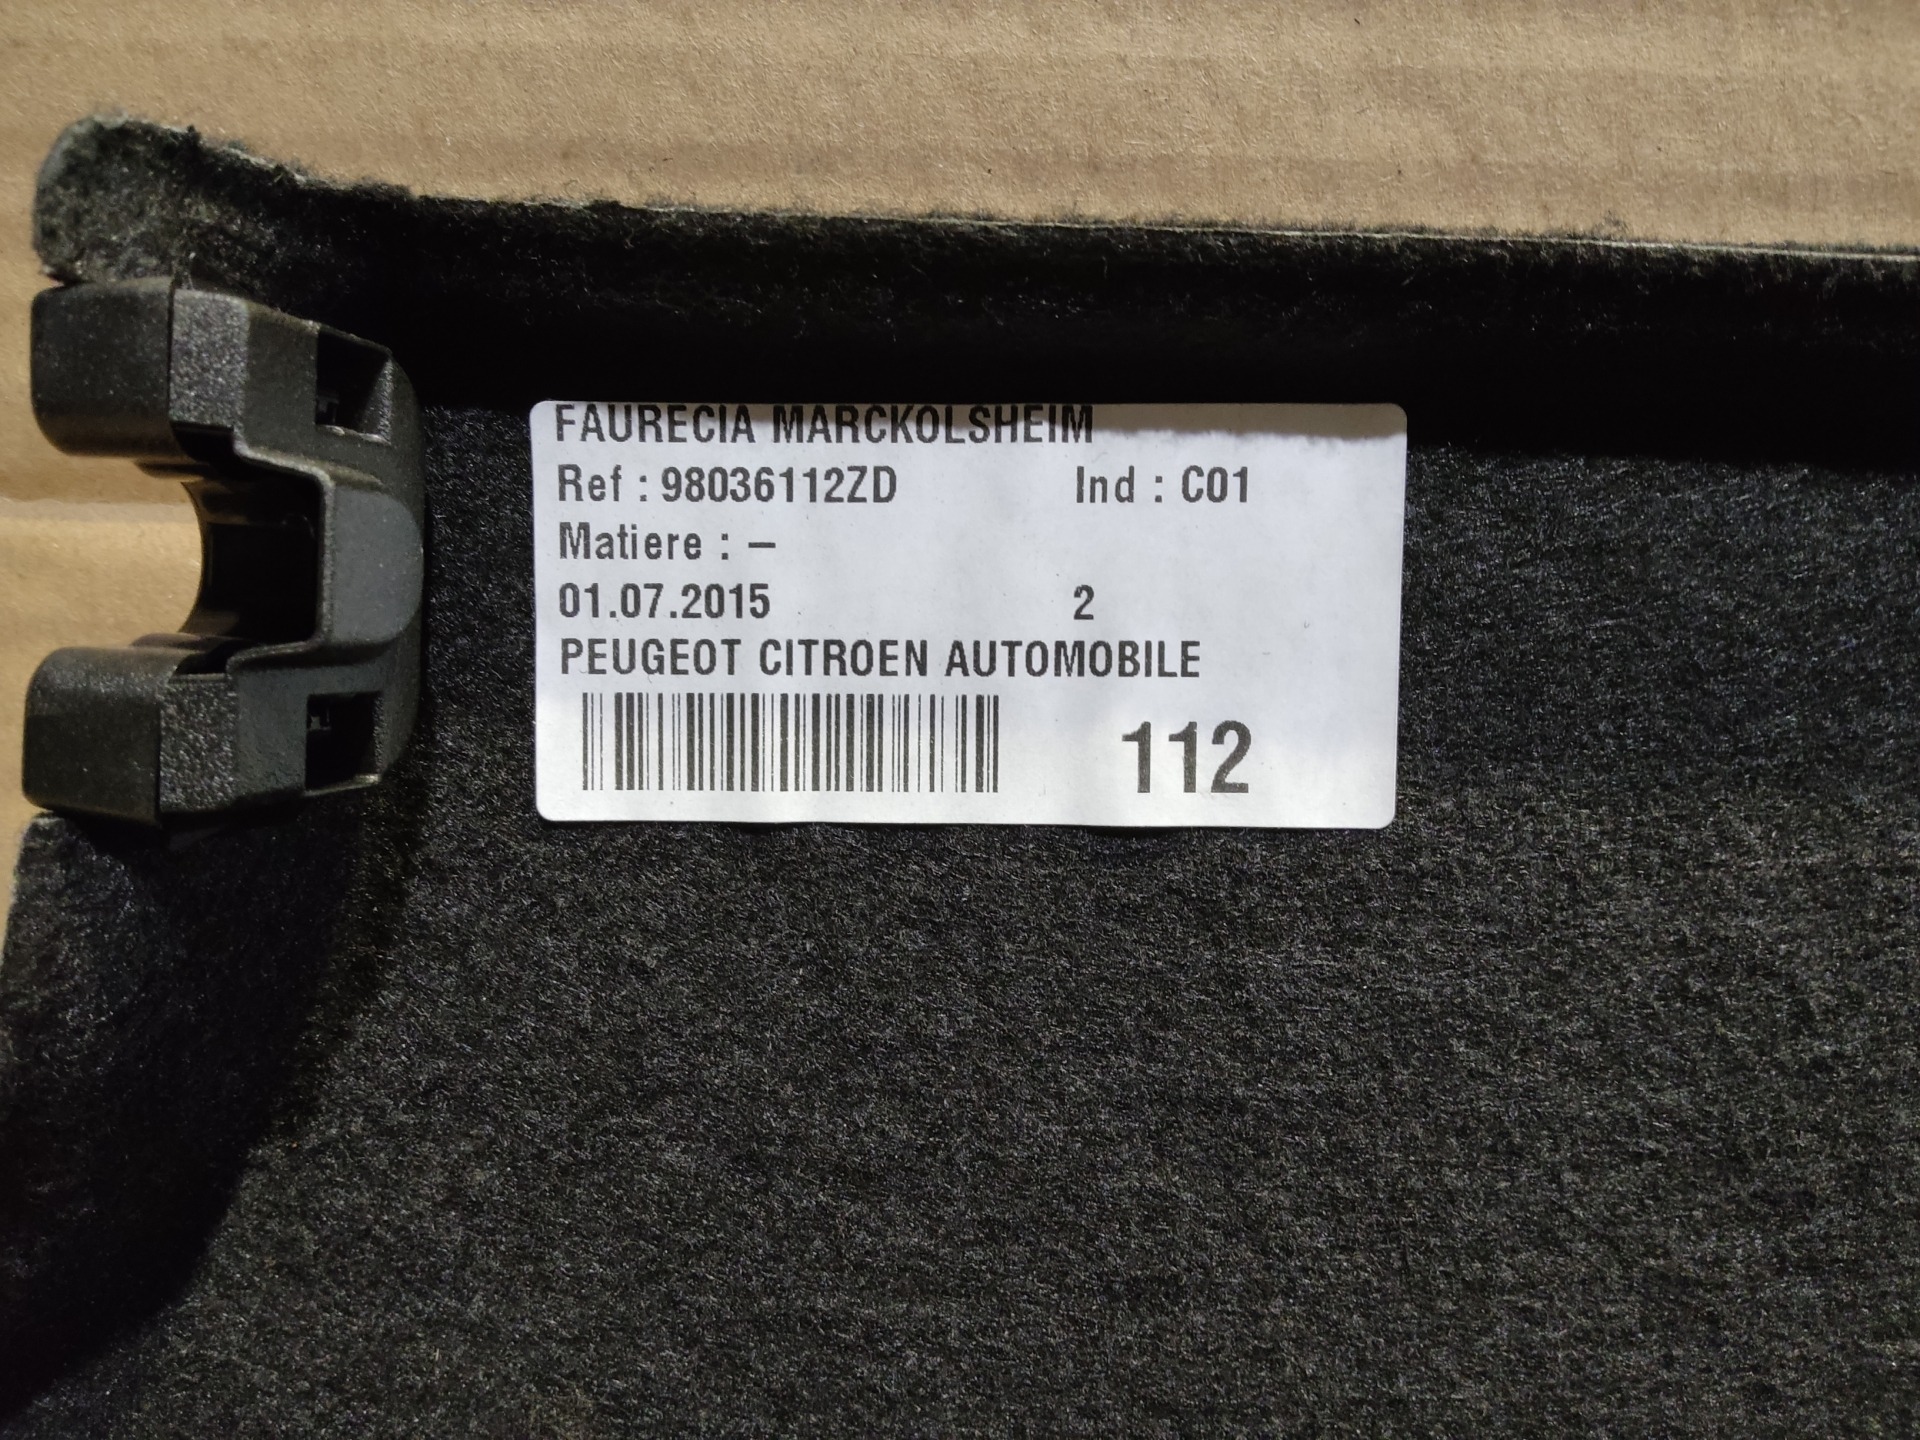 FAURECIA MARCKOLSHEIM
Ref : 98036112ZD Ind : C01
Matiere : –
01.07.2015 2
PEUGEOT CITROEN AUTOMOBILE
112